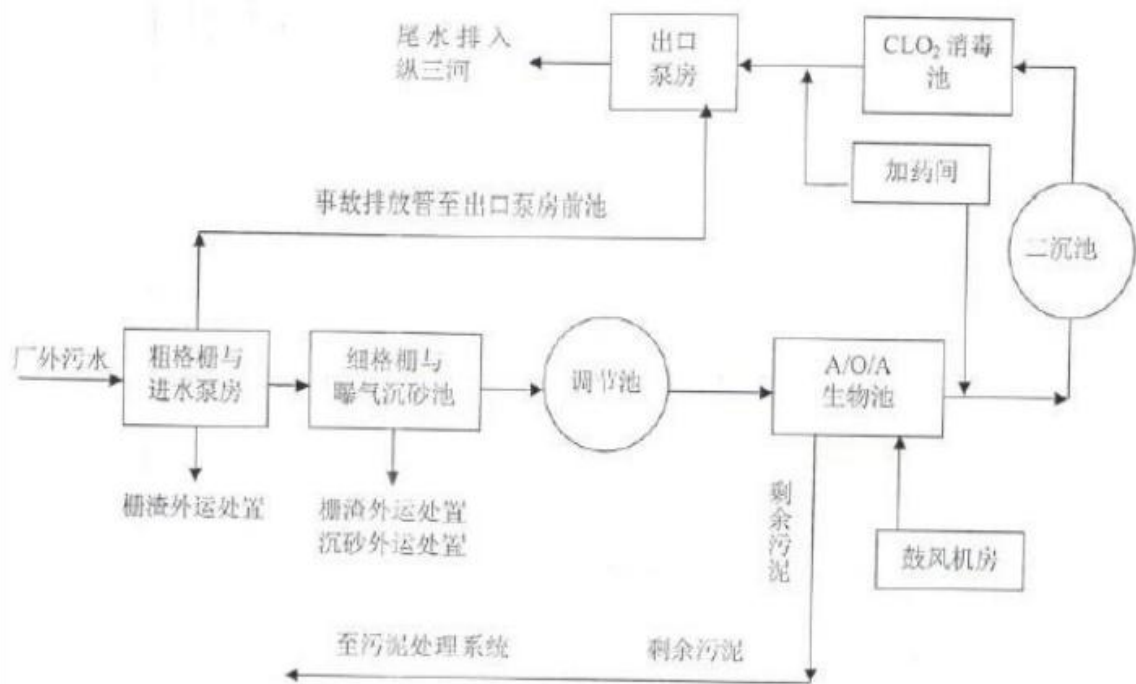 尾水排入
纵三河
出口
泵房
CLO₂ 消毒
池
加药间
事故排放管至出口泵房前池
二沉池
厂外污水
粗格栅与
进水泵房
细格栅与
曝气沉砂池
调节池
A/O/A
生物池
栅渣外运处置
栅渣外运处置
沉砂外运处置
剩余污泥
鼓风机房
至污泥处理系统
剩余污泥